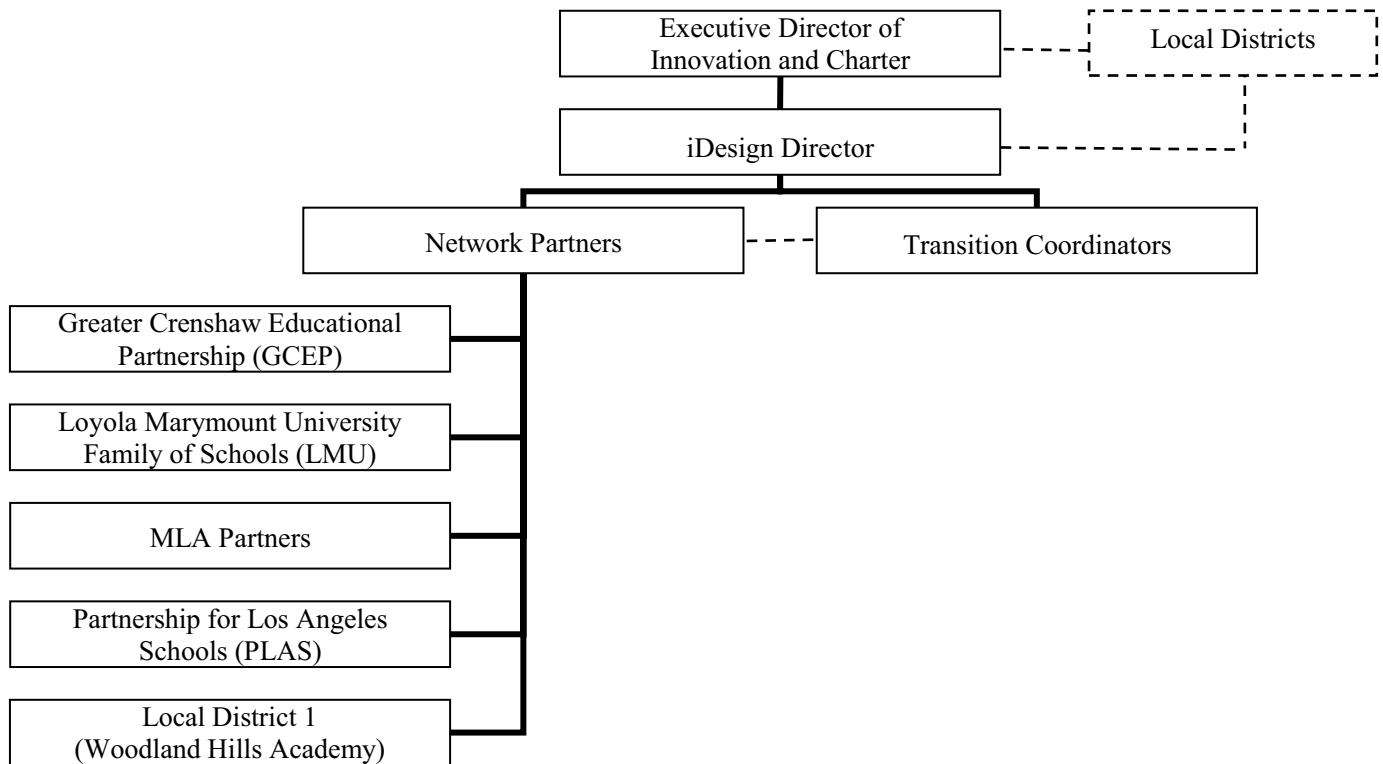 Executive Director of
Innovation and Charter
Local Districts
iDesign Director
Network Partners
Transition Coordinators
Greater Crenshaw Educational
Partnership (GCEP)
Loyola Marymount University
Family of Schools (LMU)
MLA Partners
Partnership for Los Angeles
Schools (PLAS)
Local District 1
(Woodland Hills Academy)